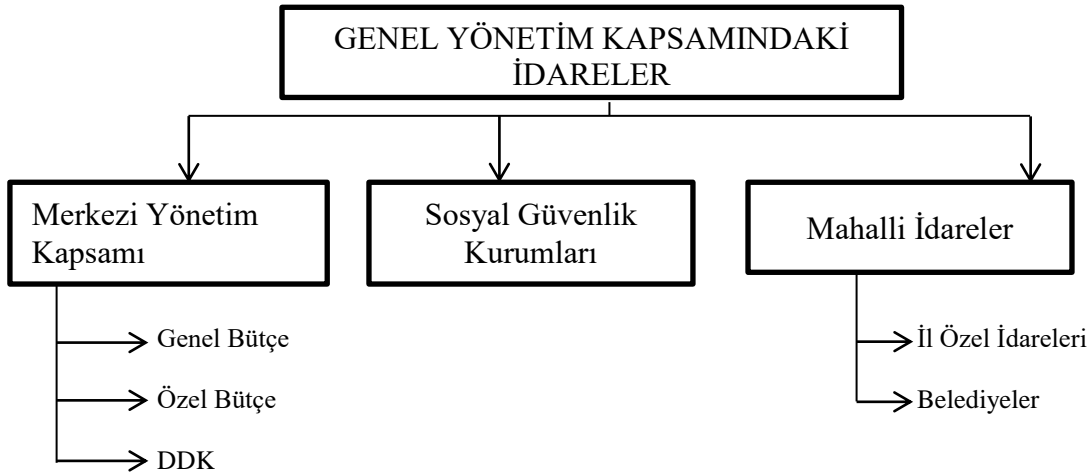 GENEL YÖNETİM KAPSAMINDAKİ
İDARELER
Merkezi Yönetim
Kapsamı
Sosyal Güvenlik
Kurumları
Mahalli İdareler
Genel Bütçe
Özel Bütçe
DDK
İl Özel İdareleri
Belediyeler